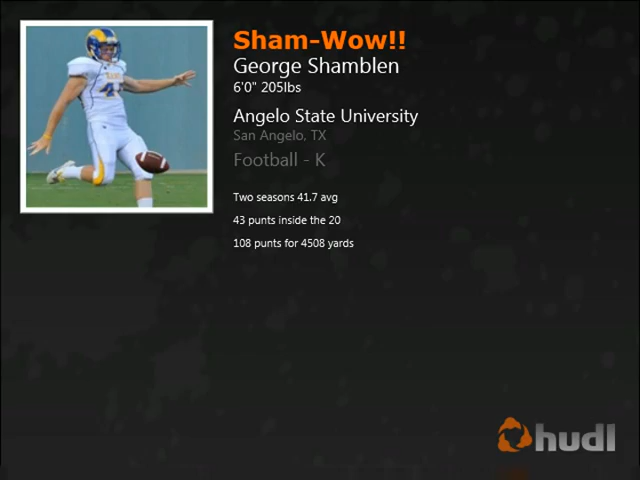 Sham-Wow!!
George Shamblen
6'0" 205lbs
Angelo State University
San Angelo, TX
Football - K
Two seasons 41.7 avg
43 punts inside the 20
108 punts for 4508 yards
hudl